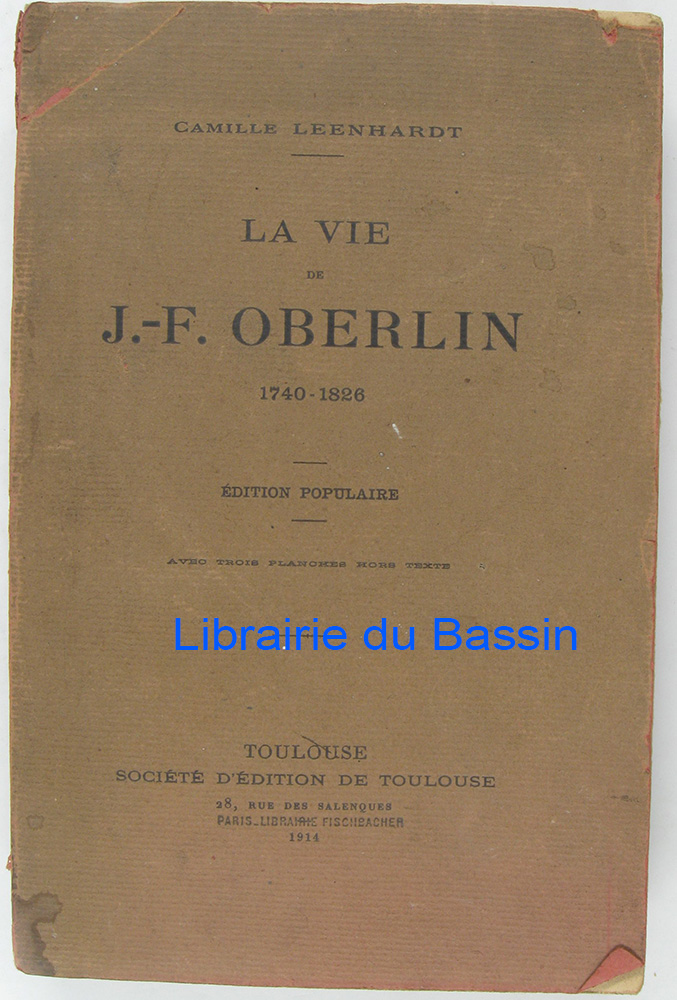 CAMILLE LEENHARDT
LA VIE
DE
J.-F. OBERLIN
1740-1826
ÉDITION POPULAIRE
AVEC TROIS PLANCHES HORS TEXTE
Librairie du Bassin
TOULOUSE
SOCIÉTÉ D'ÉDITION DE TOULOUSE
28, RUE DES SALENQUES
PARIS_LIBRAIRIE FISCHBACHER
1914